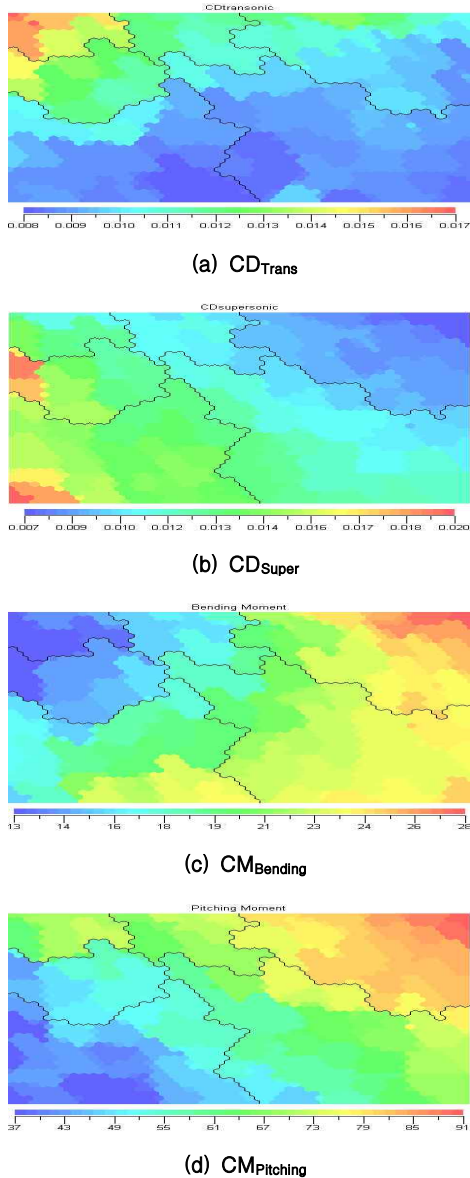 CDtransonic
0.008 0.009 0.010 0.011 0.012 0.013 0.014 0.015 0.016 0.017
(a) CDTrans
CDsupersonic
0.007 0.009 0.010 0.012 0.013 0.014 0.016 0.017 0.019 0.020
(b) CDSuper
Bending Moment
13 14 16 18 19 21 23 24 26 28
(c) CMBending
Pitching Moment
37 43 49 55 61 67 73 79 85 91
(d) CMPitching